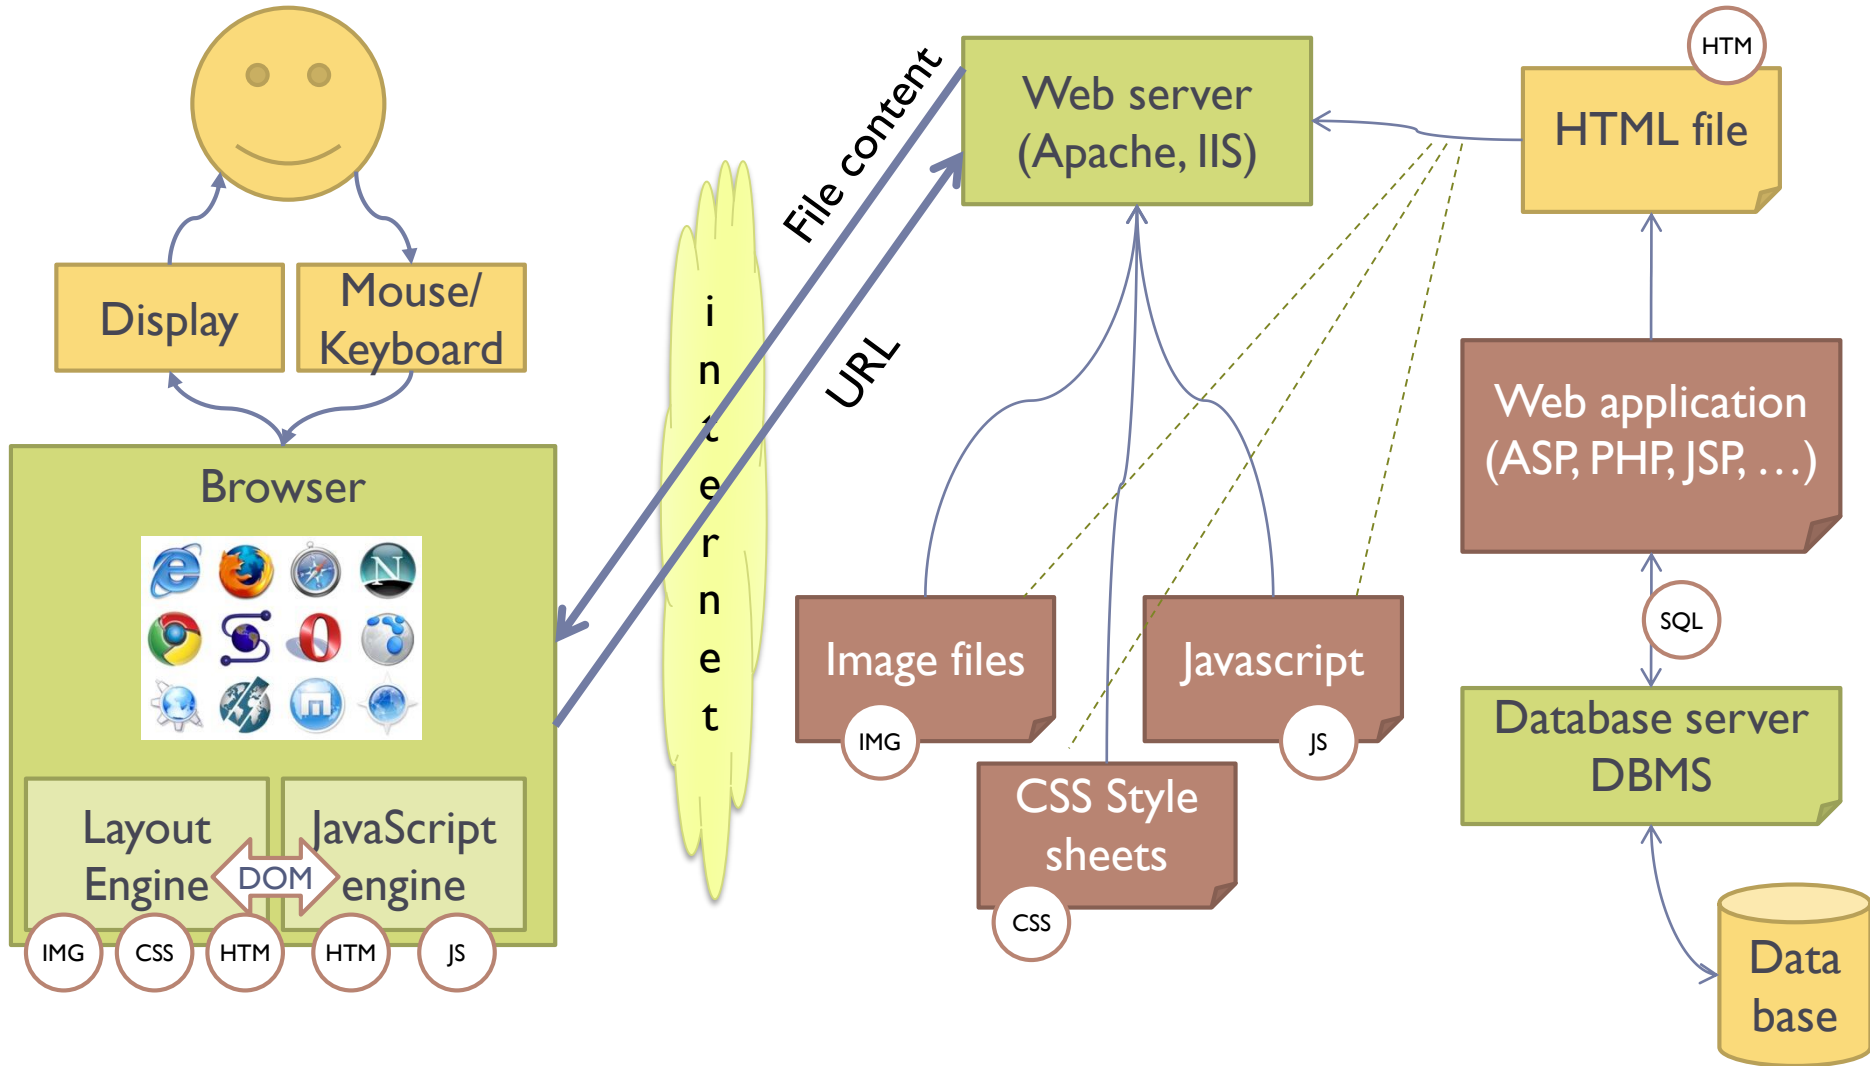 Display
Mouse/
Keyboard
Browser
N
m
Layout
Engine
DOM
JavaScript
engine
IMG
CSS
HTM
HTM
JS
internet
File content
URL
Web server
(Apache, IIS)
HTM
HTML file
Web application
(ASP, PHP, JSP, …)
SQL
Image files
IMG
Javascript
JS
CSS Style
sheets
CSS
Database server
DBMS
Data
base